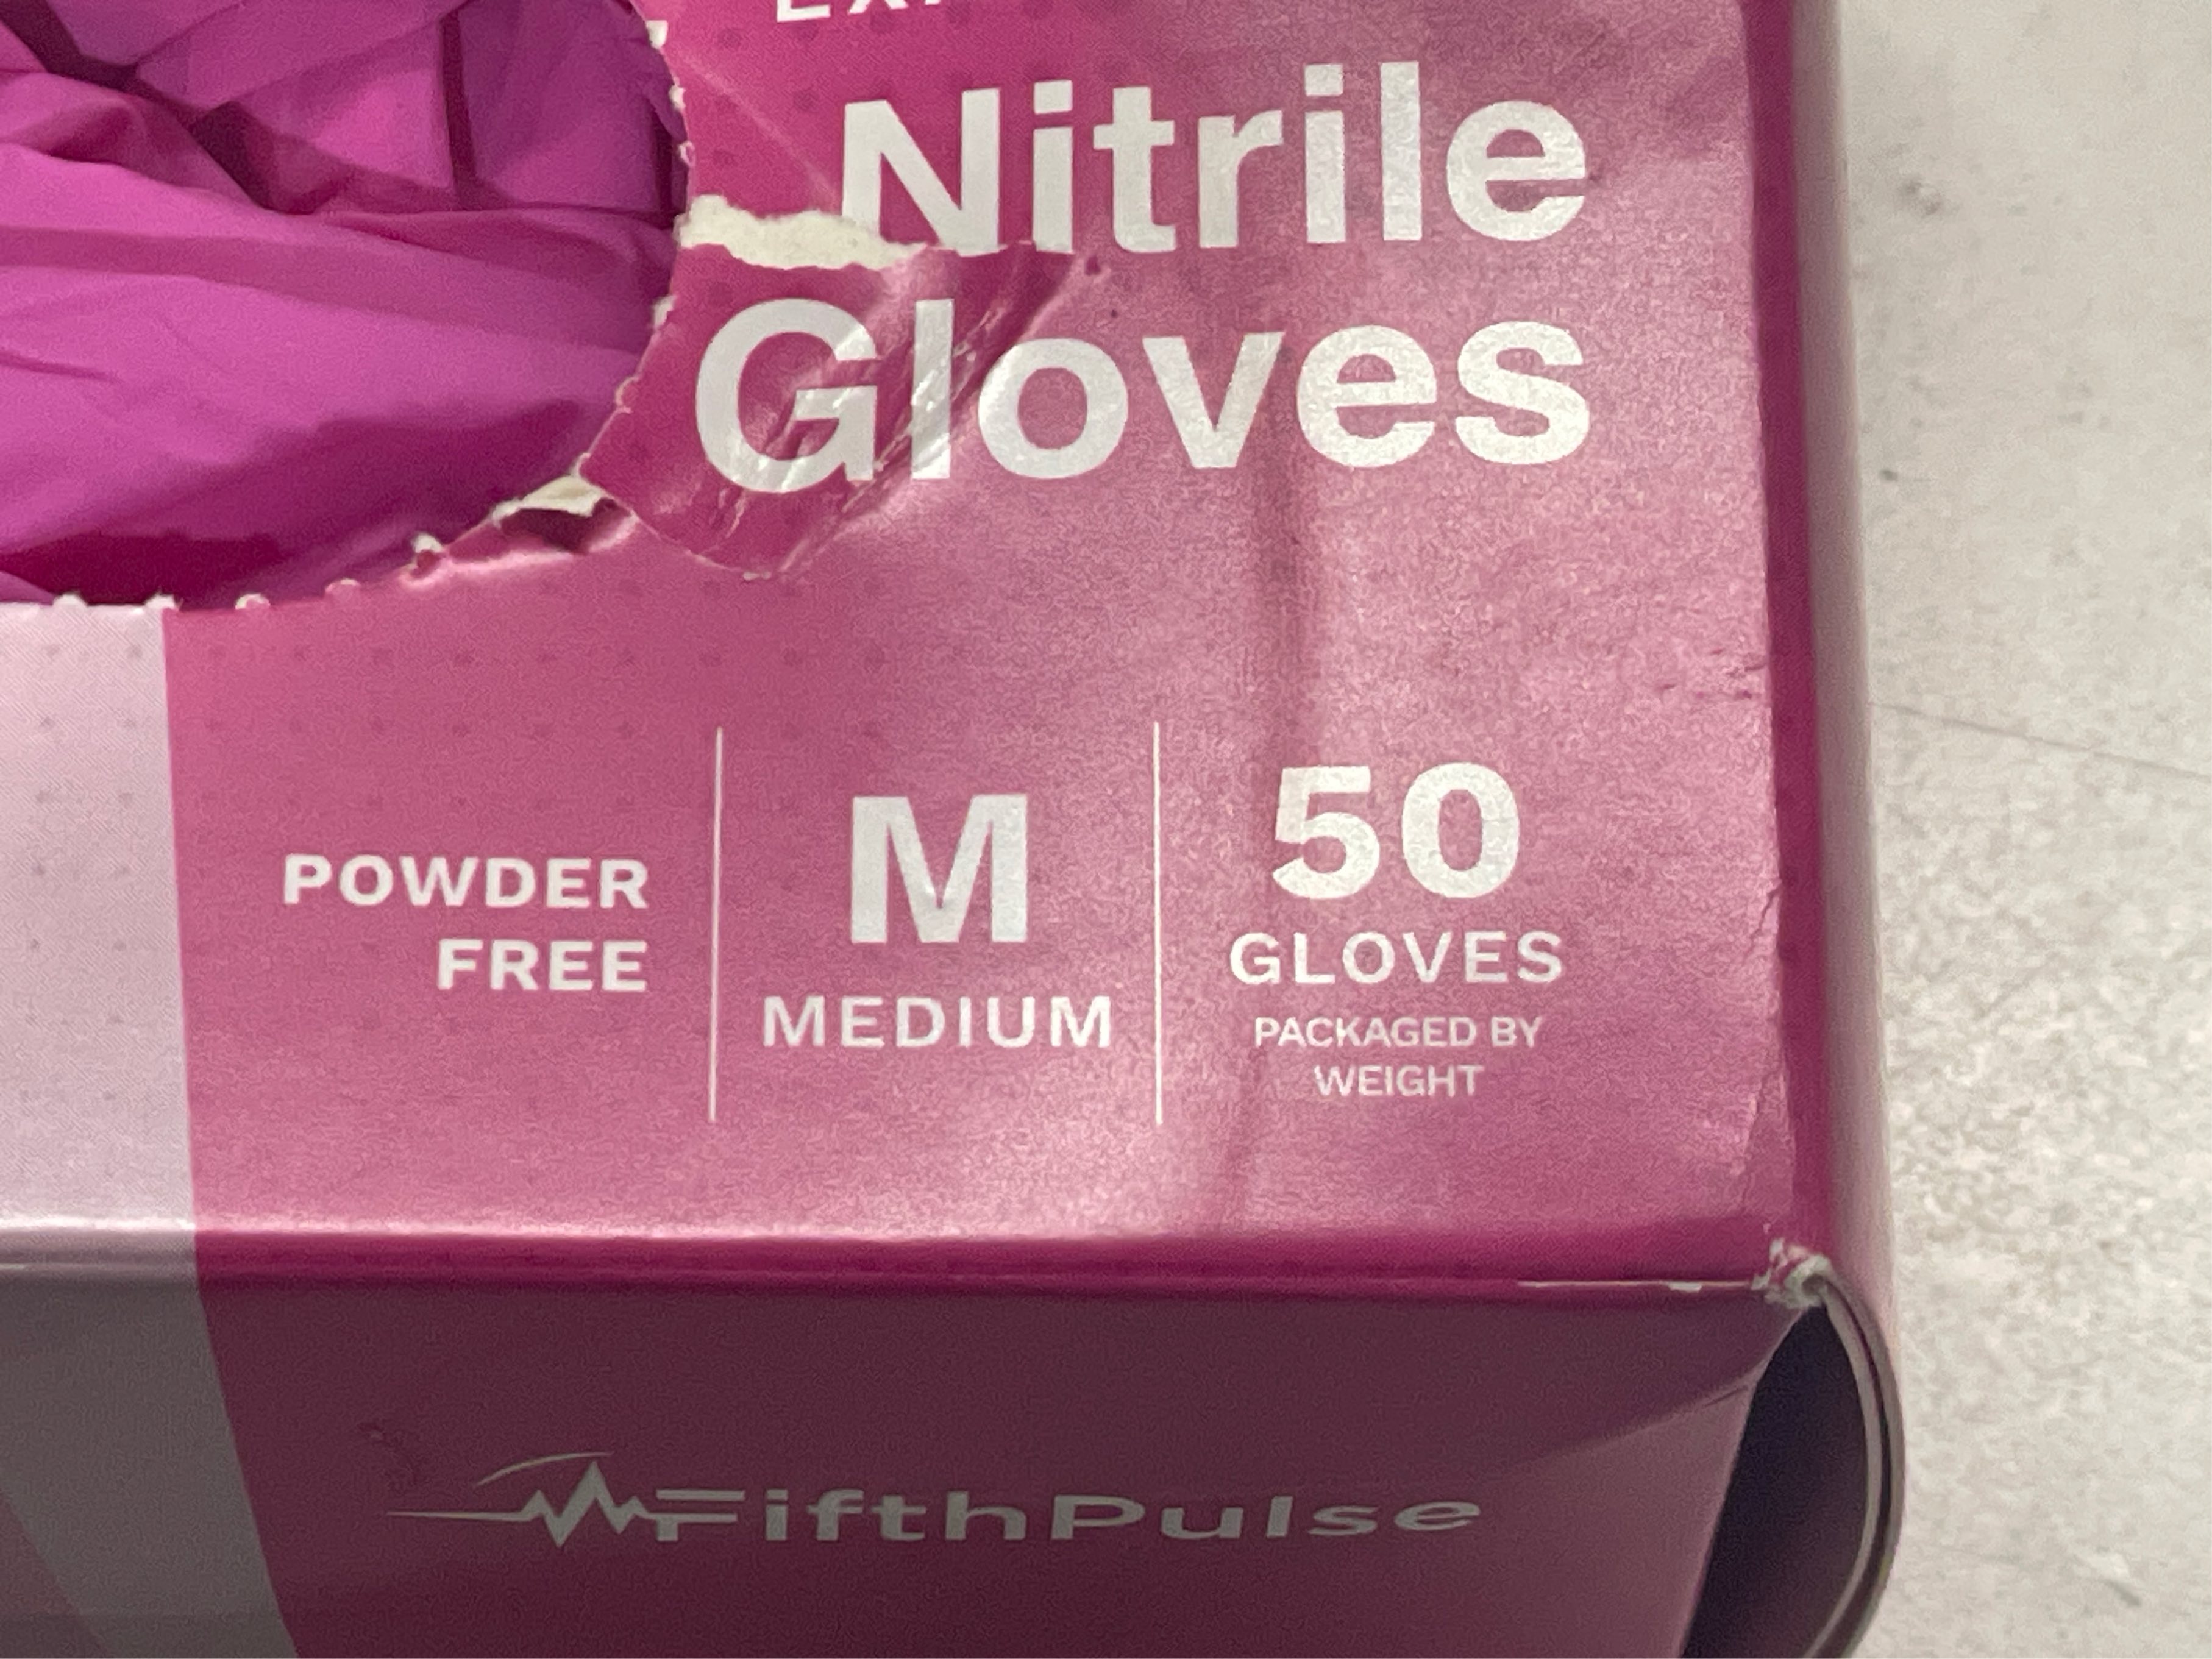 Nitrile
Gloves
POWDER
FREE
M
MEDIUM
50
GLOVES
PACKAGED BY
WEIGHT
FifthPulse